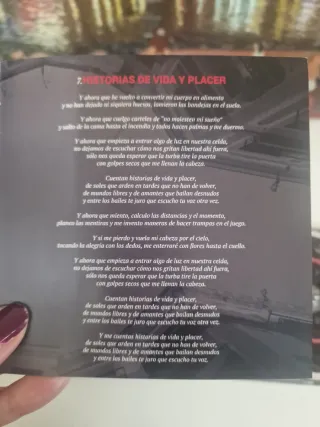 2. HISTORIAS DE VIDA Y PLACER
Y ahora que he vuelto a convertir mi cuerpo en alimento
y no han dejado ni siquiera huesos, lamieron las bandejas en el suelo.
Y ahora que cuelgo carteles de "no molesten mi sueño"
y salto de la cama hasta el incendio y todos hacen palmas y me duermo.
Y ahora que empieza a entrar algo de luz en nuestra celda,
no dejamos de escuchar cómo nos gritan libertad ahí fuera,
sólo nos queda esperar que la turba tire la puerta
con golpes secos que me llenan la cabeza.
Cuentan historias de vida y placer,
de soles que arden en tardes que no han de volver,
de mundos libres y de amantes que bailan desnudos
y entre los bailes te juro que escucho tu voz otra vez.
Y ahora que miento, calculo las distancias y el momento,
plancho las mentiras y me invento maneras de hacer trampas en el juego.
Y si me pierdo y vuela mi cabeza por el cielo,
tocando la alegría con los dedos, me enterraré con flores hasta el cuello.
Y ahora que empieza a entrar algo de luz en nuestra celda,
no dejamos de escuchar cómo nos gritan libertad ahí fuera,
sólo nos queda esperar que la turba tire la puerta
con golpes secos que me llenan la cabeza.
Cuentan historias de vida y placer,
de soles que arden en tardes que no han de volver,
de mundos libres y de amantes que bailan desnudos
y entre los bailes te juro que escucho tu voz otra vez.
Y me cuentas historias de vida y placer,
de soles que arden en tardes que no han de volver,
de mundos libres y de amantes que bailan desnudos
y entre los bailes te juro que escucho tu voz.